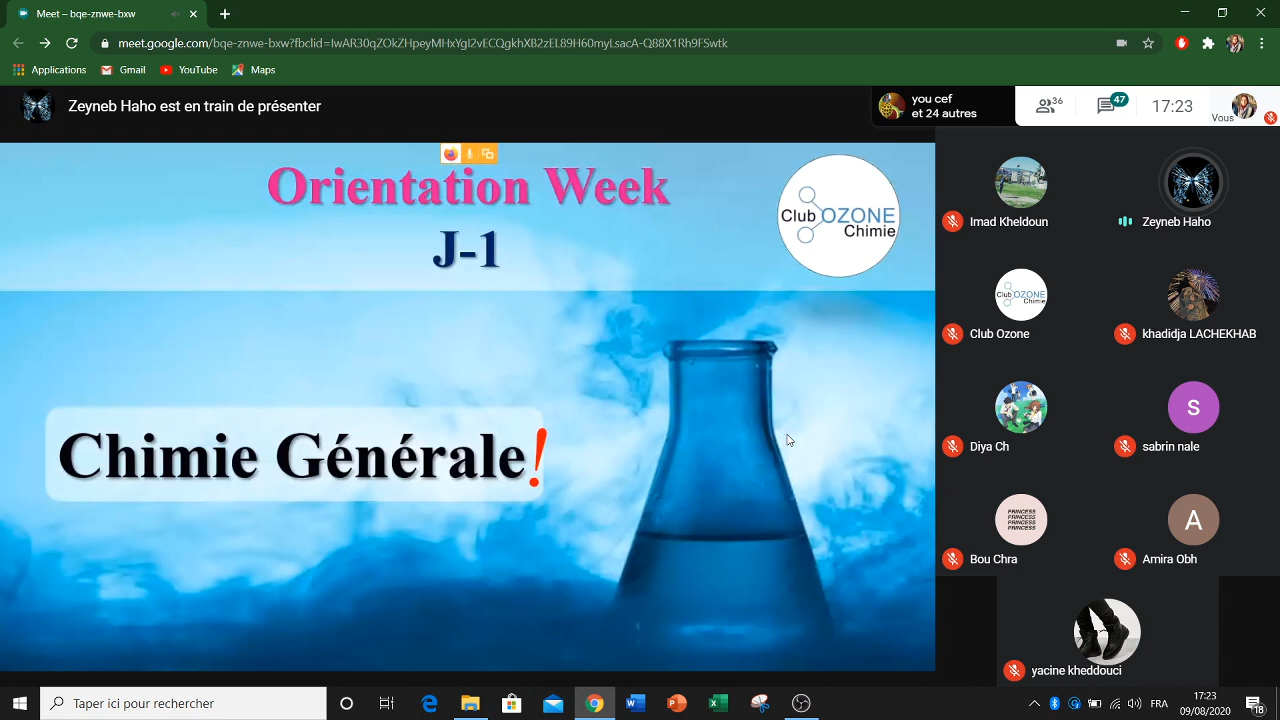 Meet – bqe-znwe-bxw
meet.google.com/bqe-znwe-bxw?fbclid=IwAR30qZOkZHpeyMHxYgI2vECQgkhXB2zEL89H60myLsacA-Q88X1Rh9FSwtk
Applications
Gmail
YouTube
Maps
Zeyneb Haho est en train de présenter
you cef
et 24 autres
36
47
17:23
Vous
Orientation Week
J-1
Club OZONE
Chimie
Chimie Générale!
Imad Kheldoun
Zeyneb Haho
Club OZONE
Chimie
Club Ozone
khadidja LACHEKHAB
Diya Ch
s
sabrin nale
PRINCESS
PRINCESS
PRINCESS
PRINCESS
Bou Chra
A
Amira Obh
yacine kheddouci
Taper ici pour rechercher
FRA
17:23
09/08/2020
18